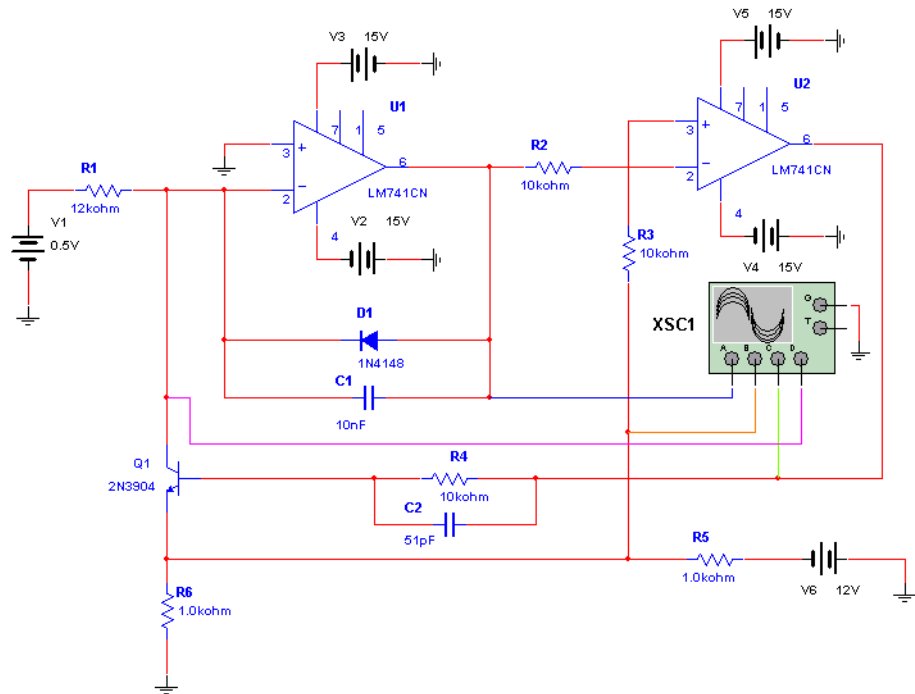 V3 15V
V5 15V
U1
U2
7 1 5
7 1 5
3 +
6
3 +
6
R1
R2
2 −
LM741CN
2 −
LM741CN
12kohm
10kohm
V1
0.5V
4
V2 15V
R3
10kohm
4
V4 15V
D1
1N4148
XSC1
G
T
A B C D
C1
10nF
Q1
2N3904
R4
10kohm
C2
51pF
R5
1.0kohm
V6 12V
R6
1.0kohm